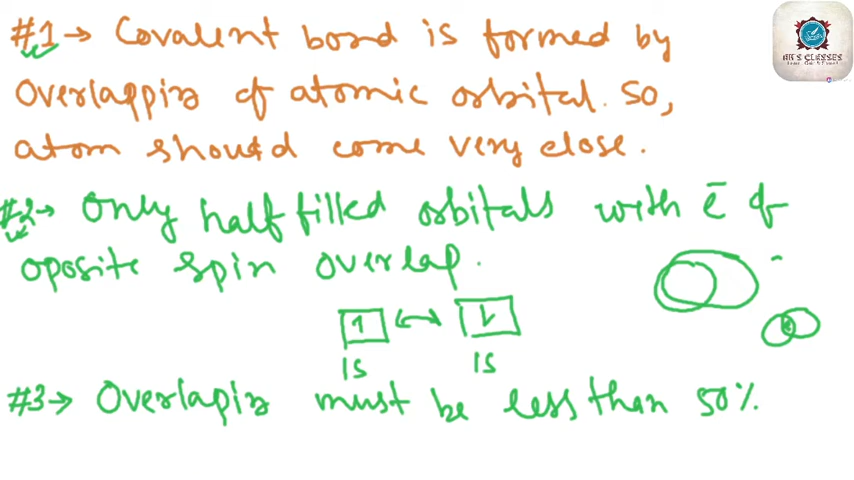 #1 → Covalent bond is formed by
Overlapping of atomic orbital. So,
atom should come very close.
#2 → Only half filled orbitals with ē of
oposite spin overlap.
1 ↔ 1
1S 1S
#3 → Overlaping must be less than 50%.